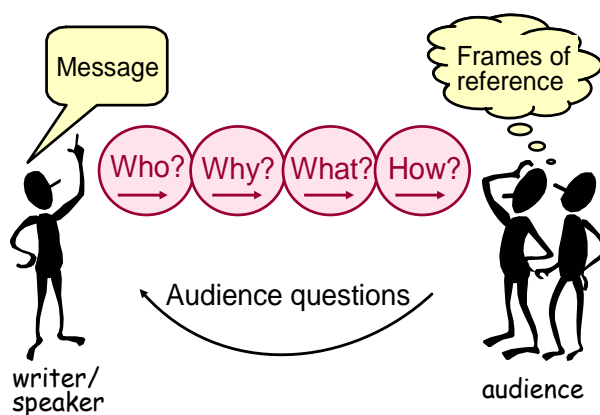 Message
Frames of
reference
Who? Why? What? How?
Audience questions
writer/
speaker
audience